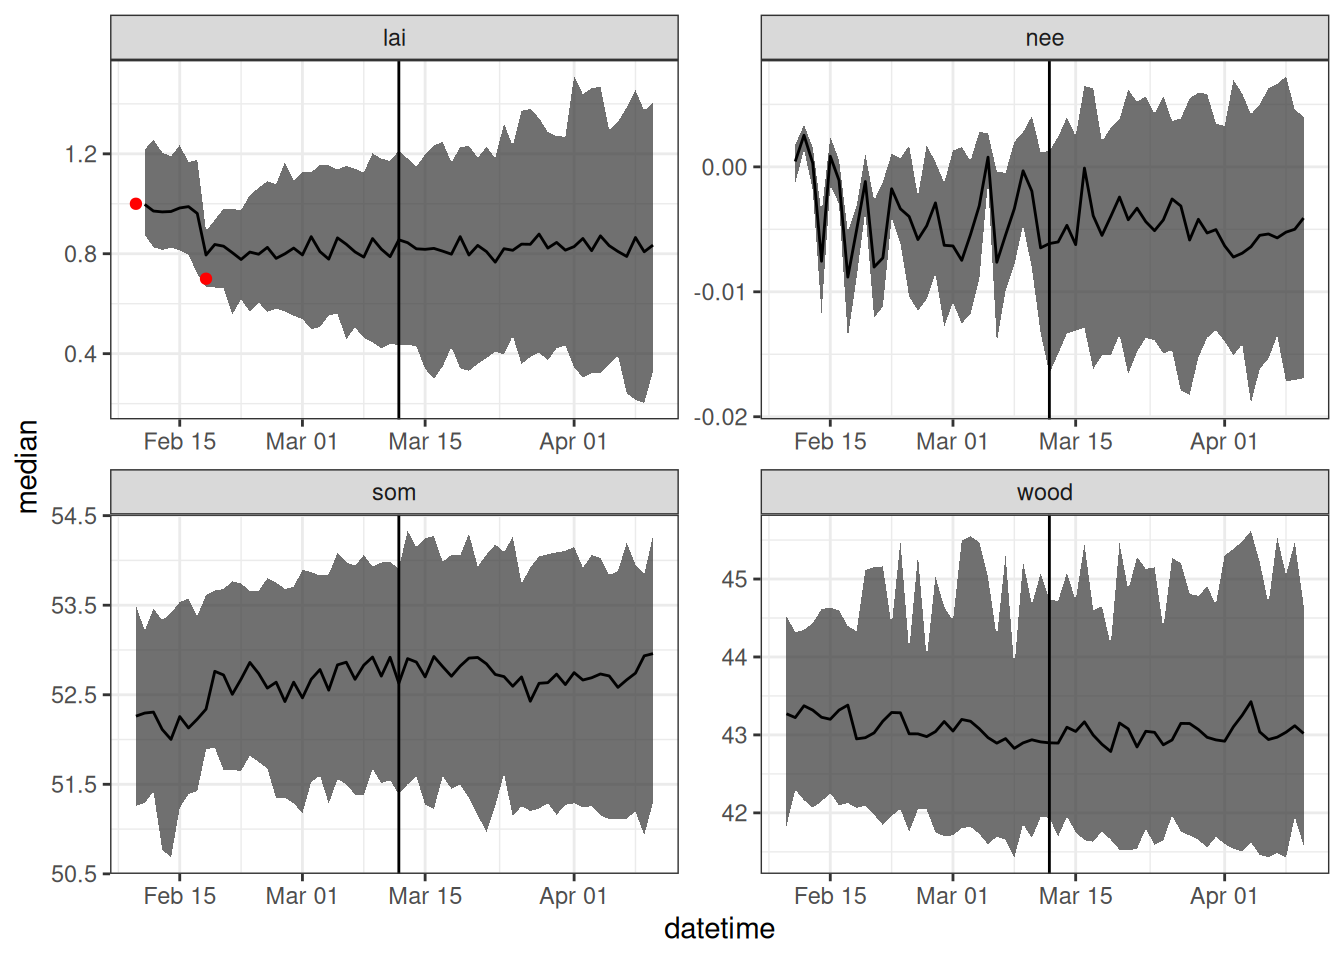 lai
nee
1.2
0.8
0.4
0.00
-0.01
-0.02
Feb 15 Mar 01 Mar 15 Apr 01
Feb 15 Mar 01 Mar 15 Apr 01
median
som
wood
54.5
53.5
52.5
51.5
50.5
45
44
43
42
Feb 15 Mar 01 Mar 15 Apr 01
Feb 15 Mar 01 Mar 15 Apr 01
datetime